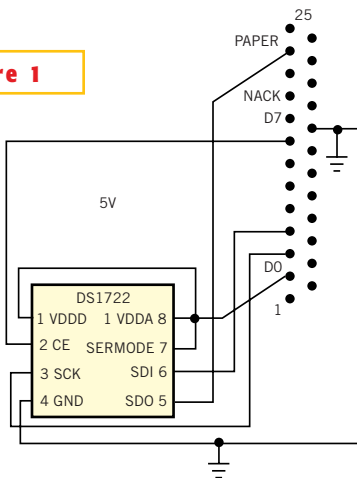 25
PAPER
re 1
NACK
D7
5V
D0
1
DS1722
1 VDDD 1 VDDA 8
2 CE SERMODE 7
3 SCK SDI 6
4 GND SDO 5